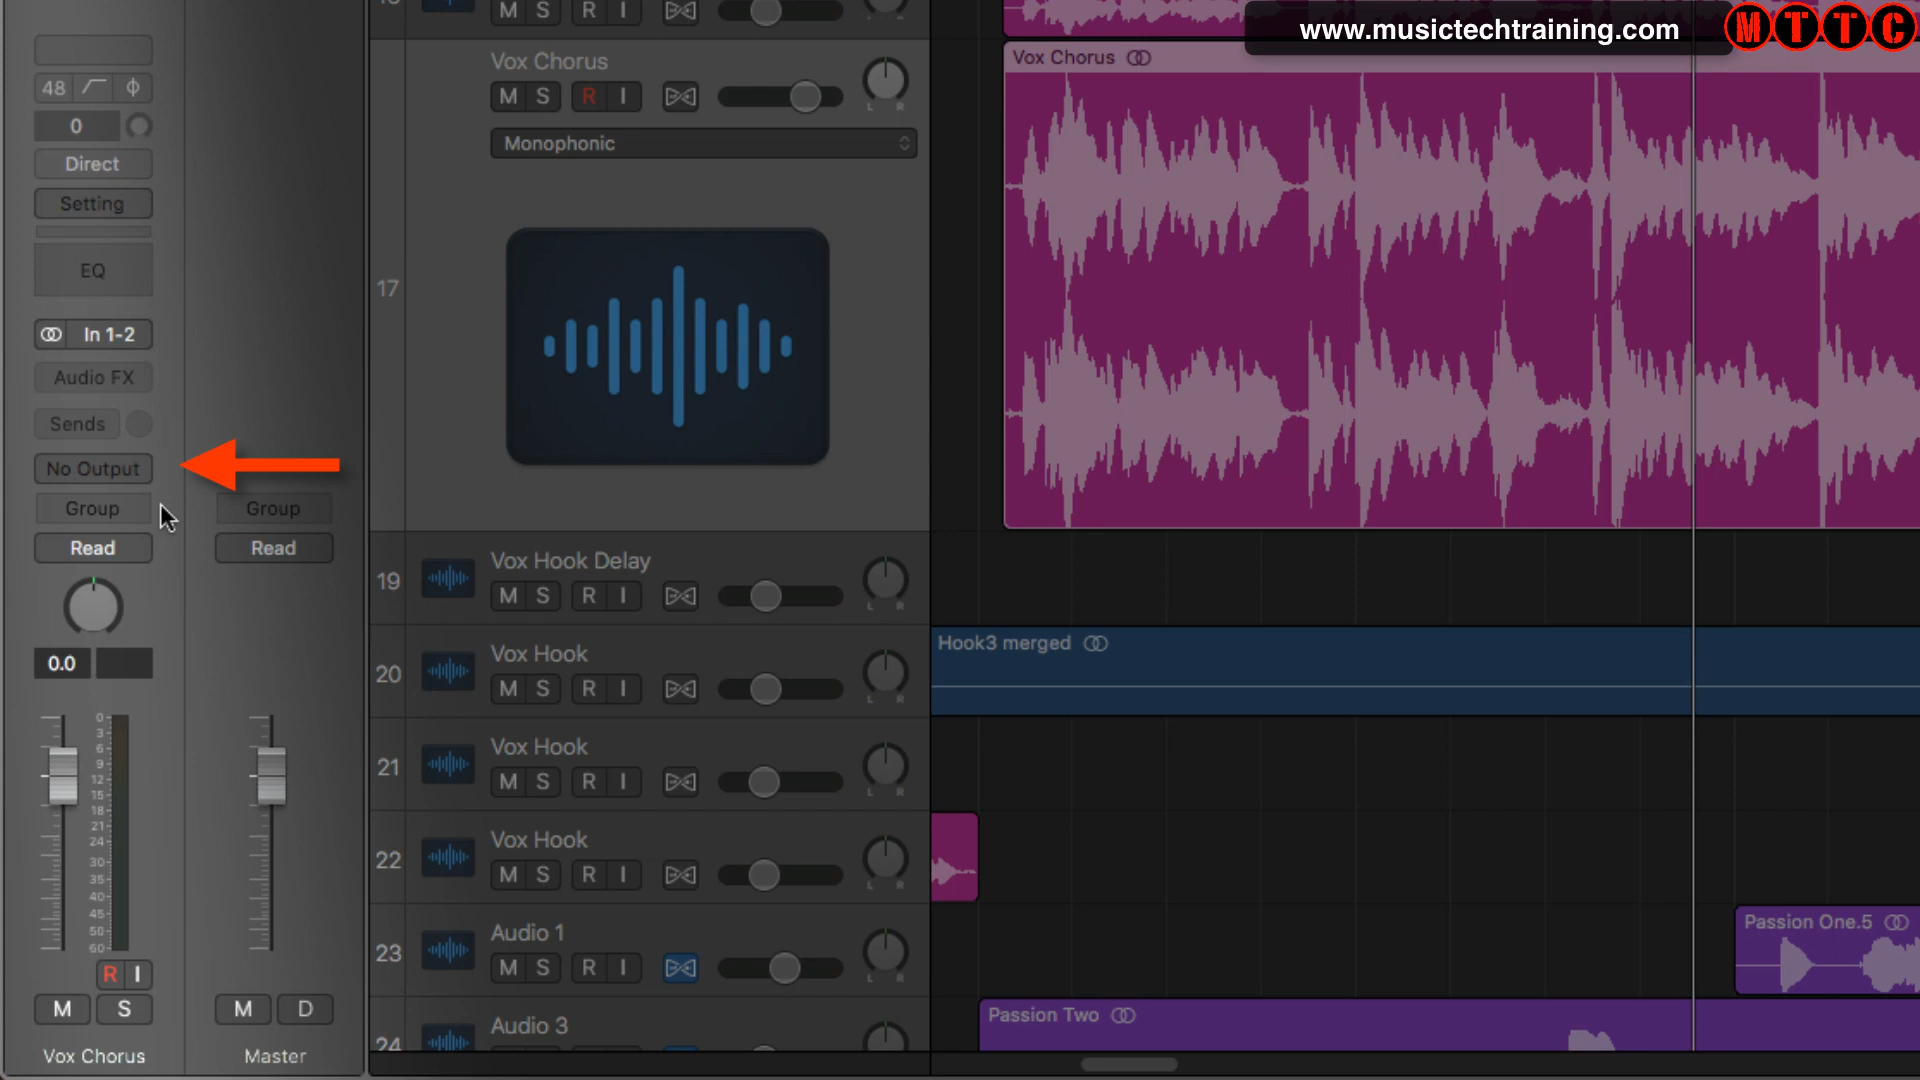 www.musictechtraining.com
MTTC
M S R I
Vox Chorus
M S R I
L R
Monophonic
17
Vox Chorus
48
0
Direct
Setting
EQ
In 1-2
Audio FX
Sends
No Output
Group
Read
0.0
0
3
6
9
12
15
18
21
24
30
35
40
45
50
60
R I
M S
Vox Chorus
Group
Read
M D
Master
19
Vox Hook Delay
M S R I
L R
20
Vox Hook
M S R I
L R
Hook3 merged
21
Vox Hook
M S R I
L R
22
Vox Hook
M S R I
L R
23
Audio 1
M S R I
L R
Passion One.5
24
Audio 3
Passion Two